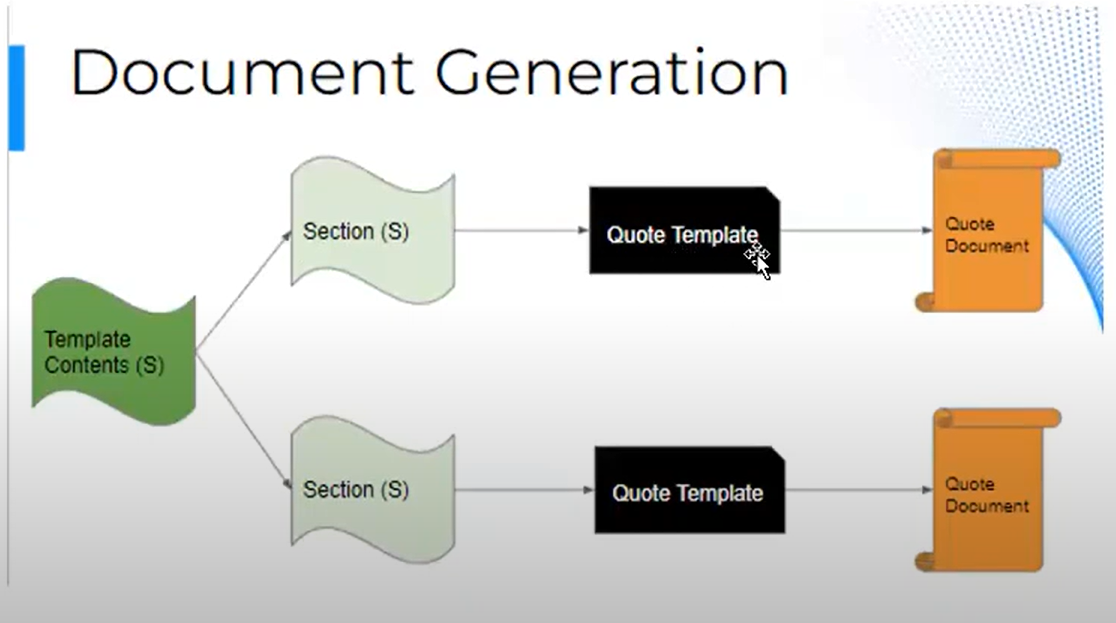 Document Generation
Section (S)
Quote Template
Quote
Document
Template
Contents (S)
Section (S)
Quote Template
Quote
Document